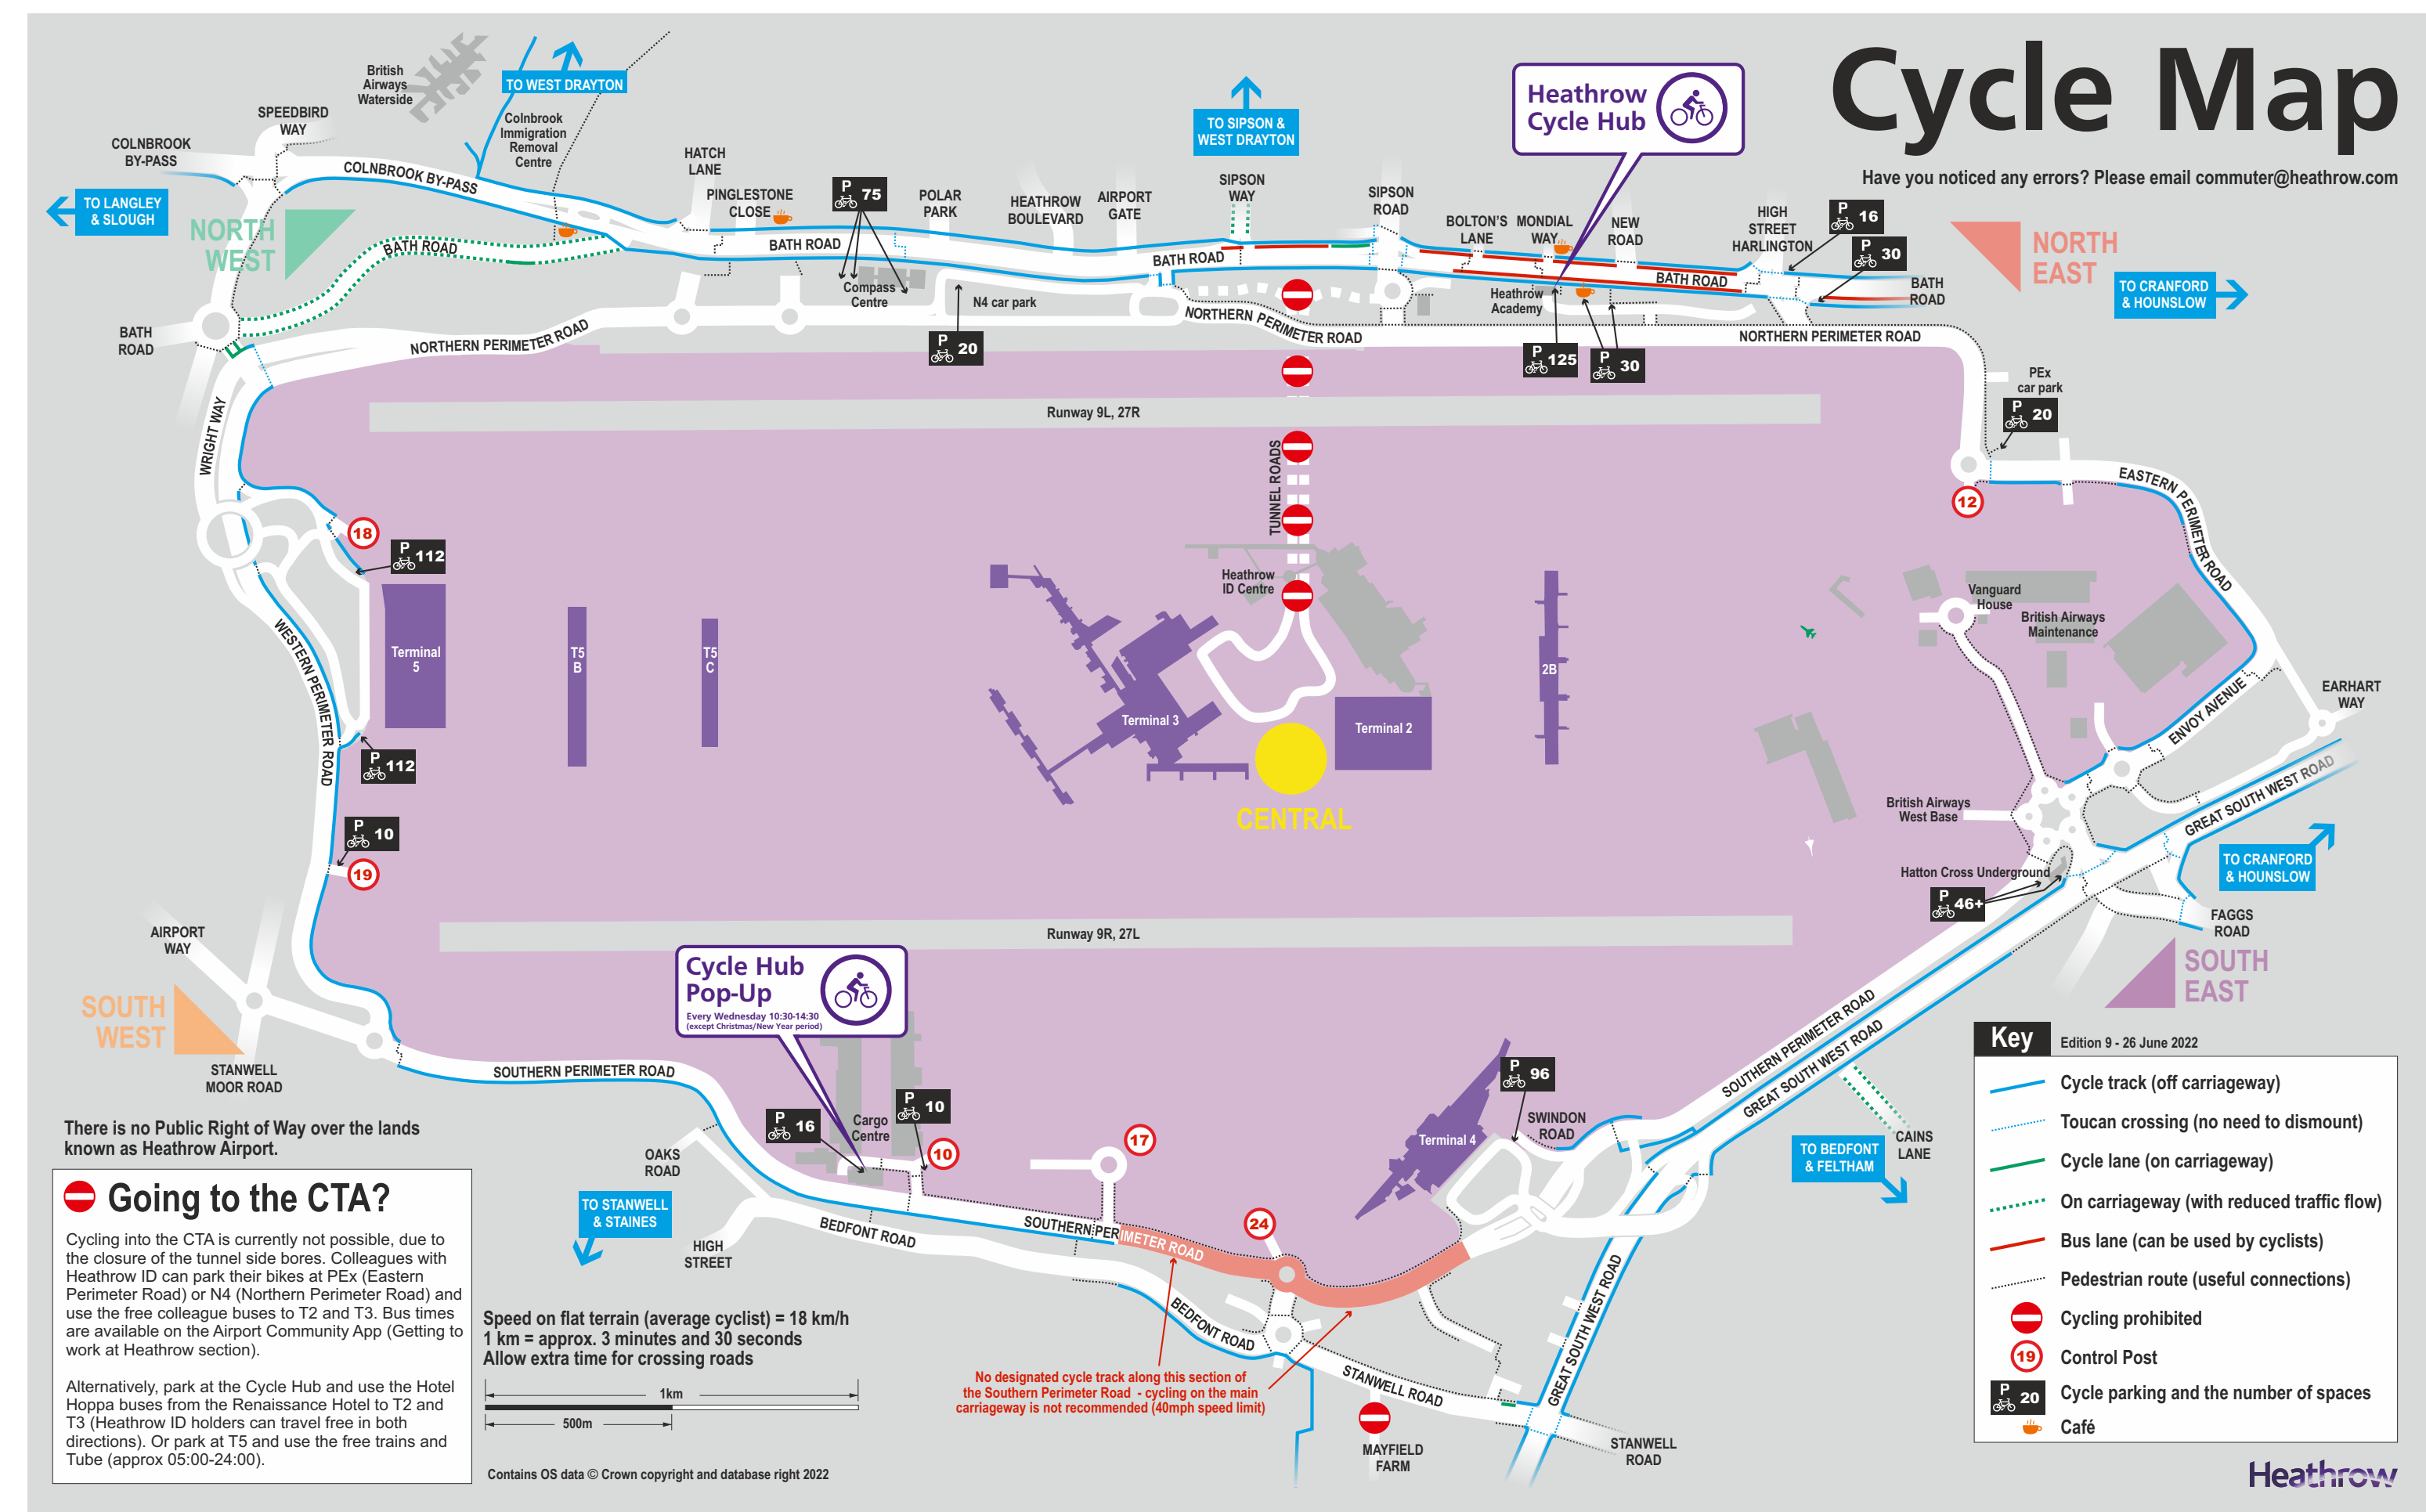 Cycle Map
Have you noticed any errors? Please email commuter@heathrow.com
Heathrow
Cycle Hub
British
Airways
Waterside
TO WEST DRAYTON
SPEEDBIRD
WAY
COLNBROOK
BY-PASS
Colnbrook
Immigration
Removal
Centre
COLNBROOK BY-PASS
TO LANGLEY
& SLOUGH
NORTH
WEST
BATH ROAD
BATH
ROAD
HATCH
LANE
PINGLESTONE
CLOSE
P 75
POLAR
PARK
HEATHROW
BOULEVARD
AIRPORT
GATE
TO SIPSON &
WEST DRAYTON
SIPSON
WAY
SIPSON
ROAD
BOLTON'S
LANE
MONDIAL
WAY
NEW
ROAD
HIGH
STREET
HARLINGTON
P 16
P 30
NORTH
EAST
TO CRANFORD
& HOUNSLOW
BATH ROAD
BATH ROAD
BATH ROAD
BATH
ROAD
Compass
Centre
N4 car park
P 20
Heathrow
Academy
P 125
P 30
NORTHERN PERIMETER ROAD
NORTHERN PERIMETER ROAD
NORTHERN PERIMETER ROAD
PEx
car park
P 20
12
Runway 9L, 27R
WRIGHT WAY
TUNNEL ROADS
EASTERN PERIMETER ROAD
18
P 112
Heathrow
ID Centre
Vanguard
House
British Airways
Maintenance
WESTERN PERIMETER ROAD
Terminal
5
T5
B
T5
C
2B
Terminal 3
Terminal 2
CENTRAL
ENVOY AVENUE
EARHART
WAY
P 112
P 10
19
British Airways
West Base
GREAT SOUTH WEST ROAD
TO CRANFORD
& HOUNSLOW
Hatton Cross Underground
P 46+
FAGGS
ROAD
SOUTH
EAST
AIRPORT
WAY
Runway 9R, 27L
SOUTH
WEST
STANWELL
MOOR ROAD
Cycle Hub
Pop-Up
Every Wednesday 10:30-14:30
(except Christmas/New Year period)
SOUTHERN PERIMETER ROAD
P 16
Cargo
Centre
P 10
10
17
OAKS
ROAD
TO STANWELL
& STAINES
HIGH
STREET
BEDFONT ROAD
SOUTHERN PERIMETER ROAD
24
BEDFONT ROAD
P 96
Terminal 4
SWINDON
ROAD
SOUTHERN PERIMETER ROAD
GREAT SOUTH WEST ROAD
CAINS
LANE
TO BEDFONT
& FELTHAM
GREAT SOUTH WEST ROAD
STANWELL ROAD
STANWELL
ROAD
MAYFIELD
FARM
No designated cycle track along this section of
the Southern Perimeter Road - cycling on the main
carriageway is not recommended (40mph speed limit)
There is no Public Right of Way over the lands
known as Heathrow Airport.
Going to the CTA?
Cycling into the CTA is currently not possible, due to
the closure of the tunnel side bores. Colleagues with
Heathrow ID can park their bikes at PEx (Eastern
Perimeter Road) or N4 (Northern Perimeter Road) and
use the free colleague buses to T2 and T3. Bus times
are available on the Airport Community App (Getting to
work at Heathrow section).
Alternatively, park at the Cycle Hub and use the Hotel
Hoppa buses from the Renaissance Hotel to T2 and
T3 (Heathrow ID holders can travel free in both
directions). Or park at T5 and use the free trains and
Tube (approx 05:00-24:00).
Speed on flat terrain (average cyclist) = 18 km/h
1 km = approx. 3 minutes and 30 seconds
Allow extra time for crossing roads
1km
500m
Contains OS data © Crown copyright and database right 2022
Key
Edition 9 - 26 June 2022
Cycle track (off carriageway)
Toucan crossing (no need to dismount)
Cycle lane (on carriageway)
On carriageway (with reduced traffic flow)
Bus lane (can be used by cyclists)
Pedestrian route (useful connections)
Cycling prohibited
19 Control Post
P 20 Cycle parking and the number of spaces
Café
Heathrow